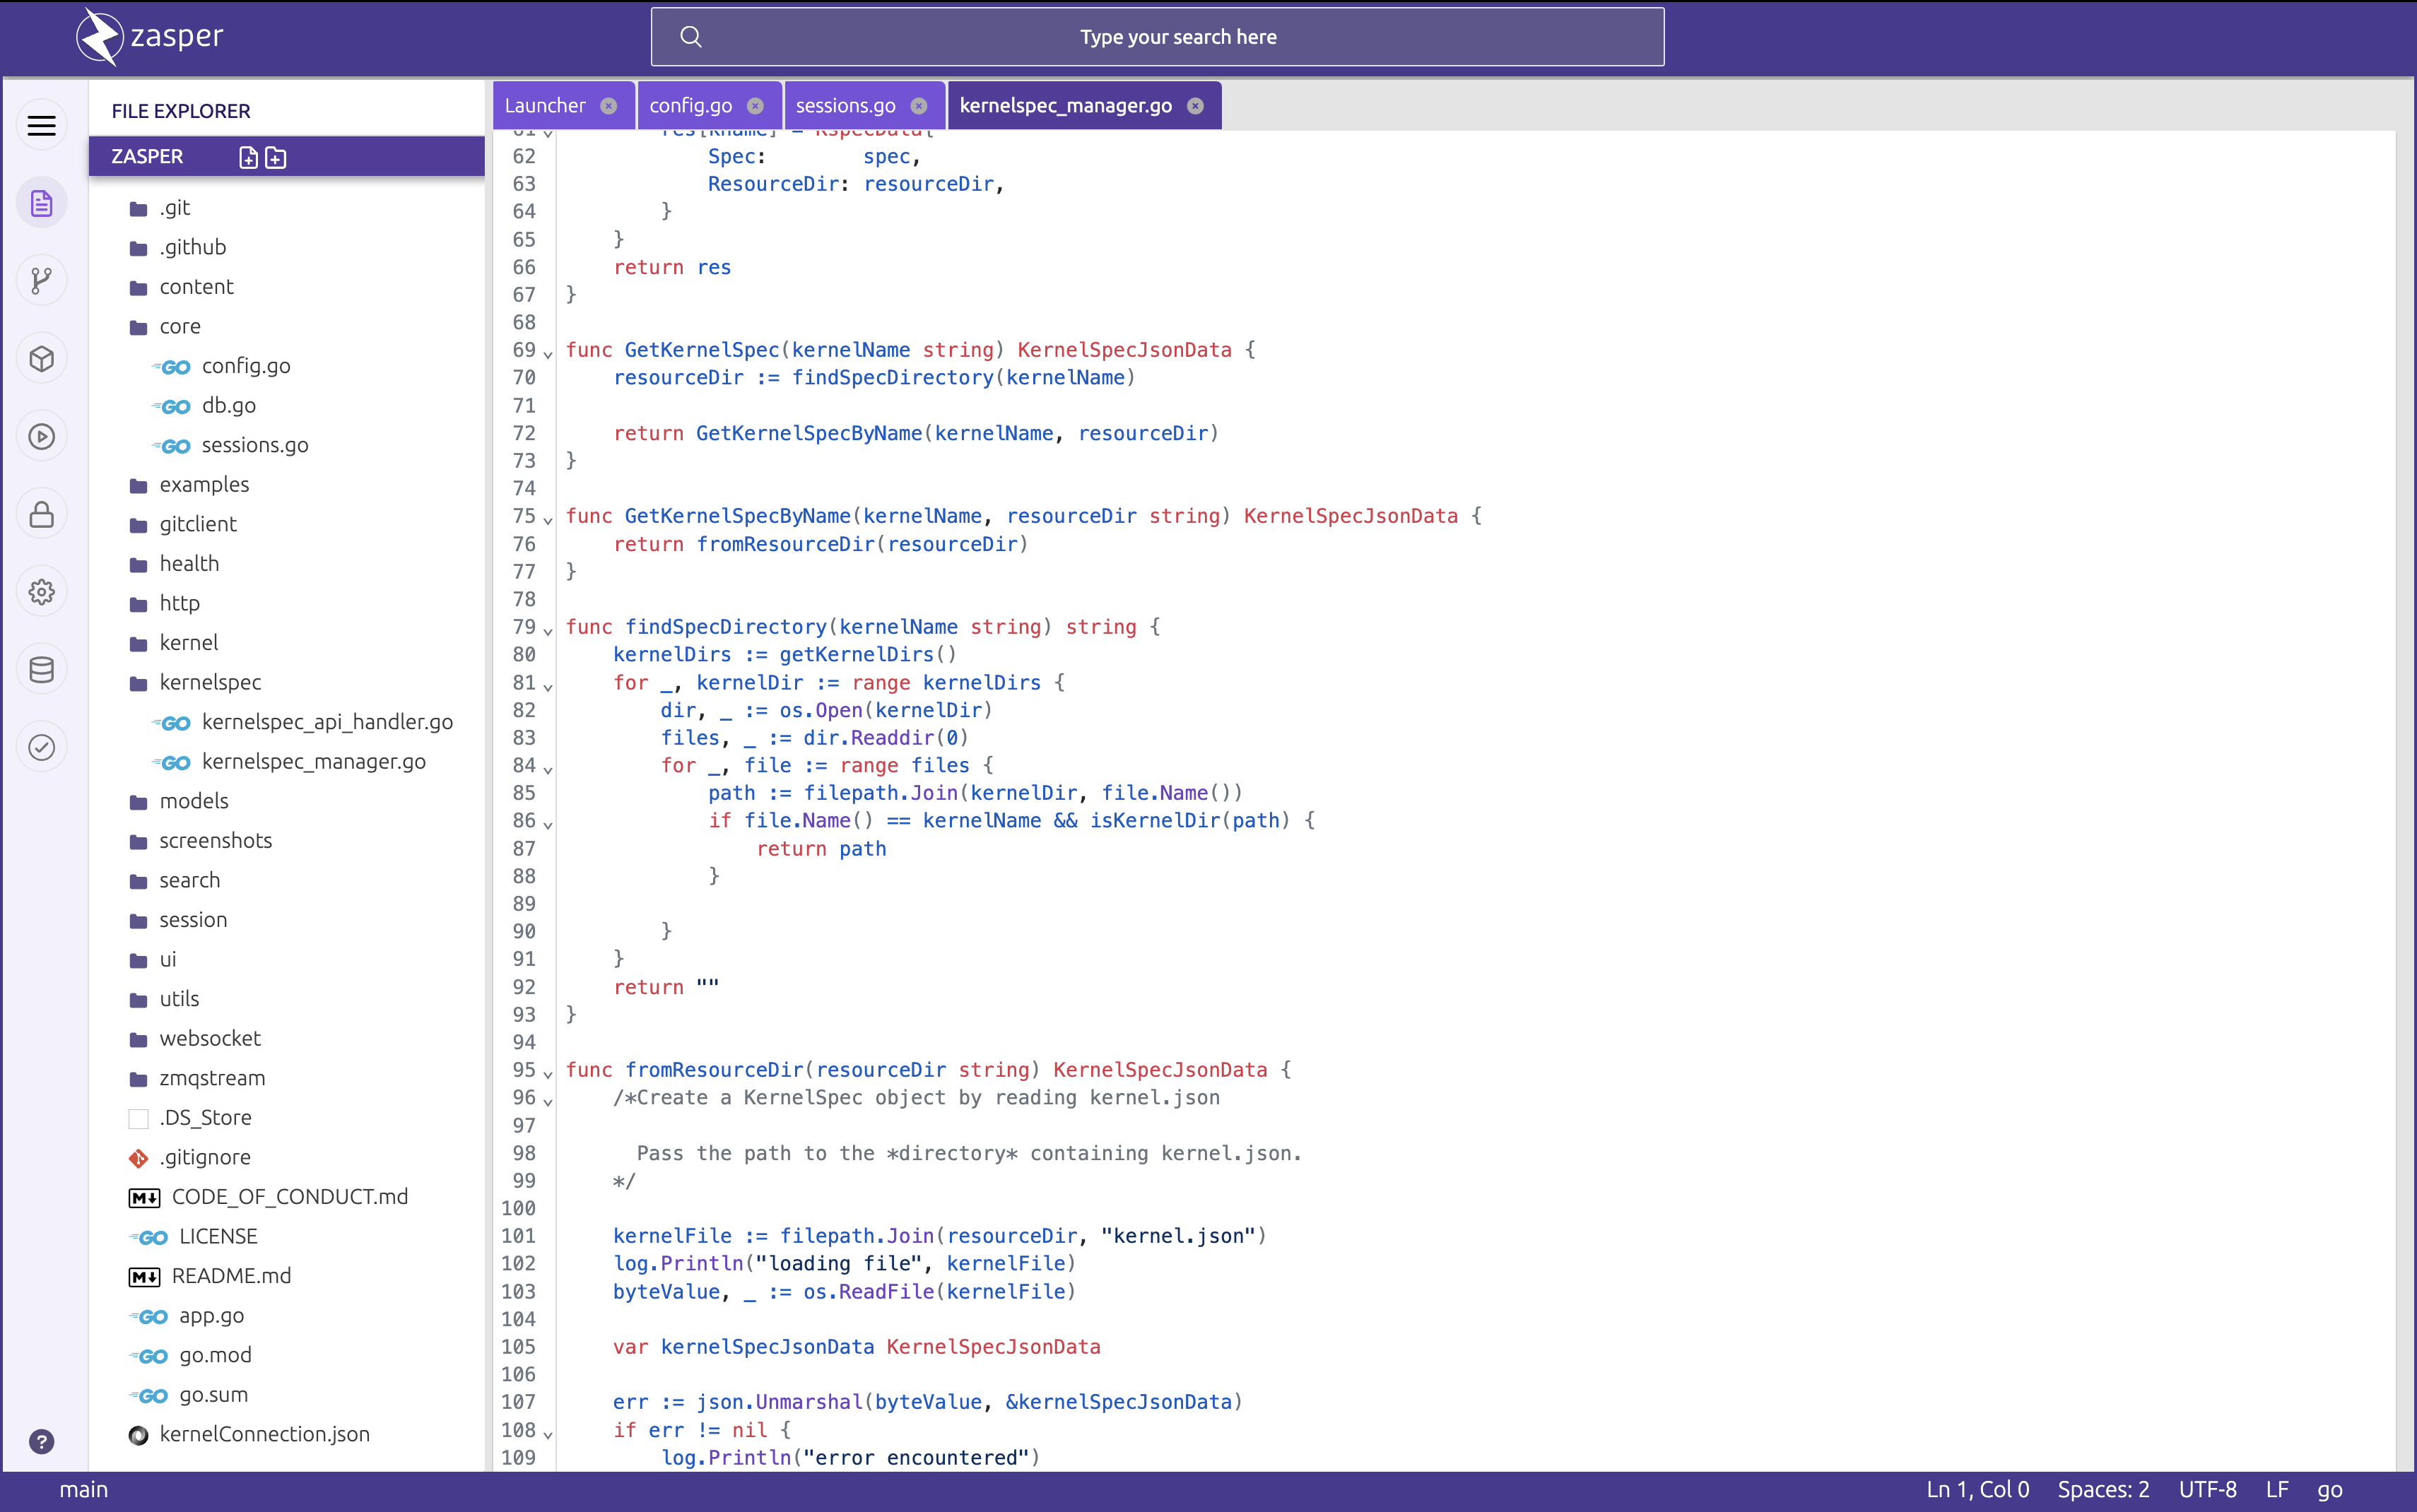 zasper
Type your search here
FILE EXPLORER
ZASPER
.git
.github
content
core
config.go
db.go
sessions.go
examples
gitclient
health
http
kernel
kernelspec
kernelspec_api_handler.go
kernelspec_manager.go
models
screenshots
search
session
ui
utils
websocket
zmqstream
.DS_Store
.gitignore
CODE_OF_CONDUCT.md
LICENSE
README.md
app.go
go.mod
go.sum
kernelConnection.json
Launcher config.go sessions.go kernelspec_manager.go
61 res[kname] = KspecData{
62 Spec: spec,
63 ResourceDir: resourceDir,
64 }
65 }
66 return res
67 }
68
69 func GetKernelSpec(kernelName string) KernelSpecJsonData {
70 resourceDir := findSpecDirectory(kernelName)
71
72 return GetKernelSpecByName(kernelName, resourceDir)
73 }
74
75 func GetKernelSpecByName(kernelName, resourceDir string) KernelSpecJsonData {
76 return fromResourceDir(resourceDir)
77 }
78
79 func findSpecDirectory(kernelName string) string {
80 kernelDirs := getKernelDirs()
81 for _, kernelDir := range kernelDirs {
82 dir, _ := os.Open(kernelDir)
83 files, _ := dir.Readdir(0)
84 for _, file := range files {
85 path := filepath.Join(kernelDir, file.Name())
86 if file.Name() == kernelName && isKernelDir(path) {
87 return path
88 }
89
90 }
91 }
92 return ""
93 }
94
95 func fromResourceDir(resourceDir string) KernelSpecJsonData {
96 /*Create a KernelSpec object by reading kernel.json
97
98 Pass the path to the *directory* containing kernel.json.
99 */
100
101 kernelFile := filepath.Join(resourceDir, "kernel.json")
102 log.Println("loading file", kernelFile)
103 byteValue, _ := os.ReadFile(kernelFile)
104
105 var kernelSpecJsonData KernelSpecJsonData
106
107 err := json.Unmarshal(byteValue, &kernelSpecJsonData)
108 if err != nil {
109 log.Println("error encountered")
main
Ln 1, Col 0 Spaces: 2 UTF-8 LF go